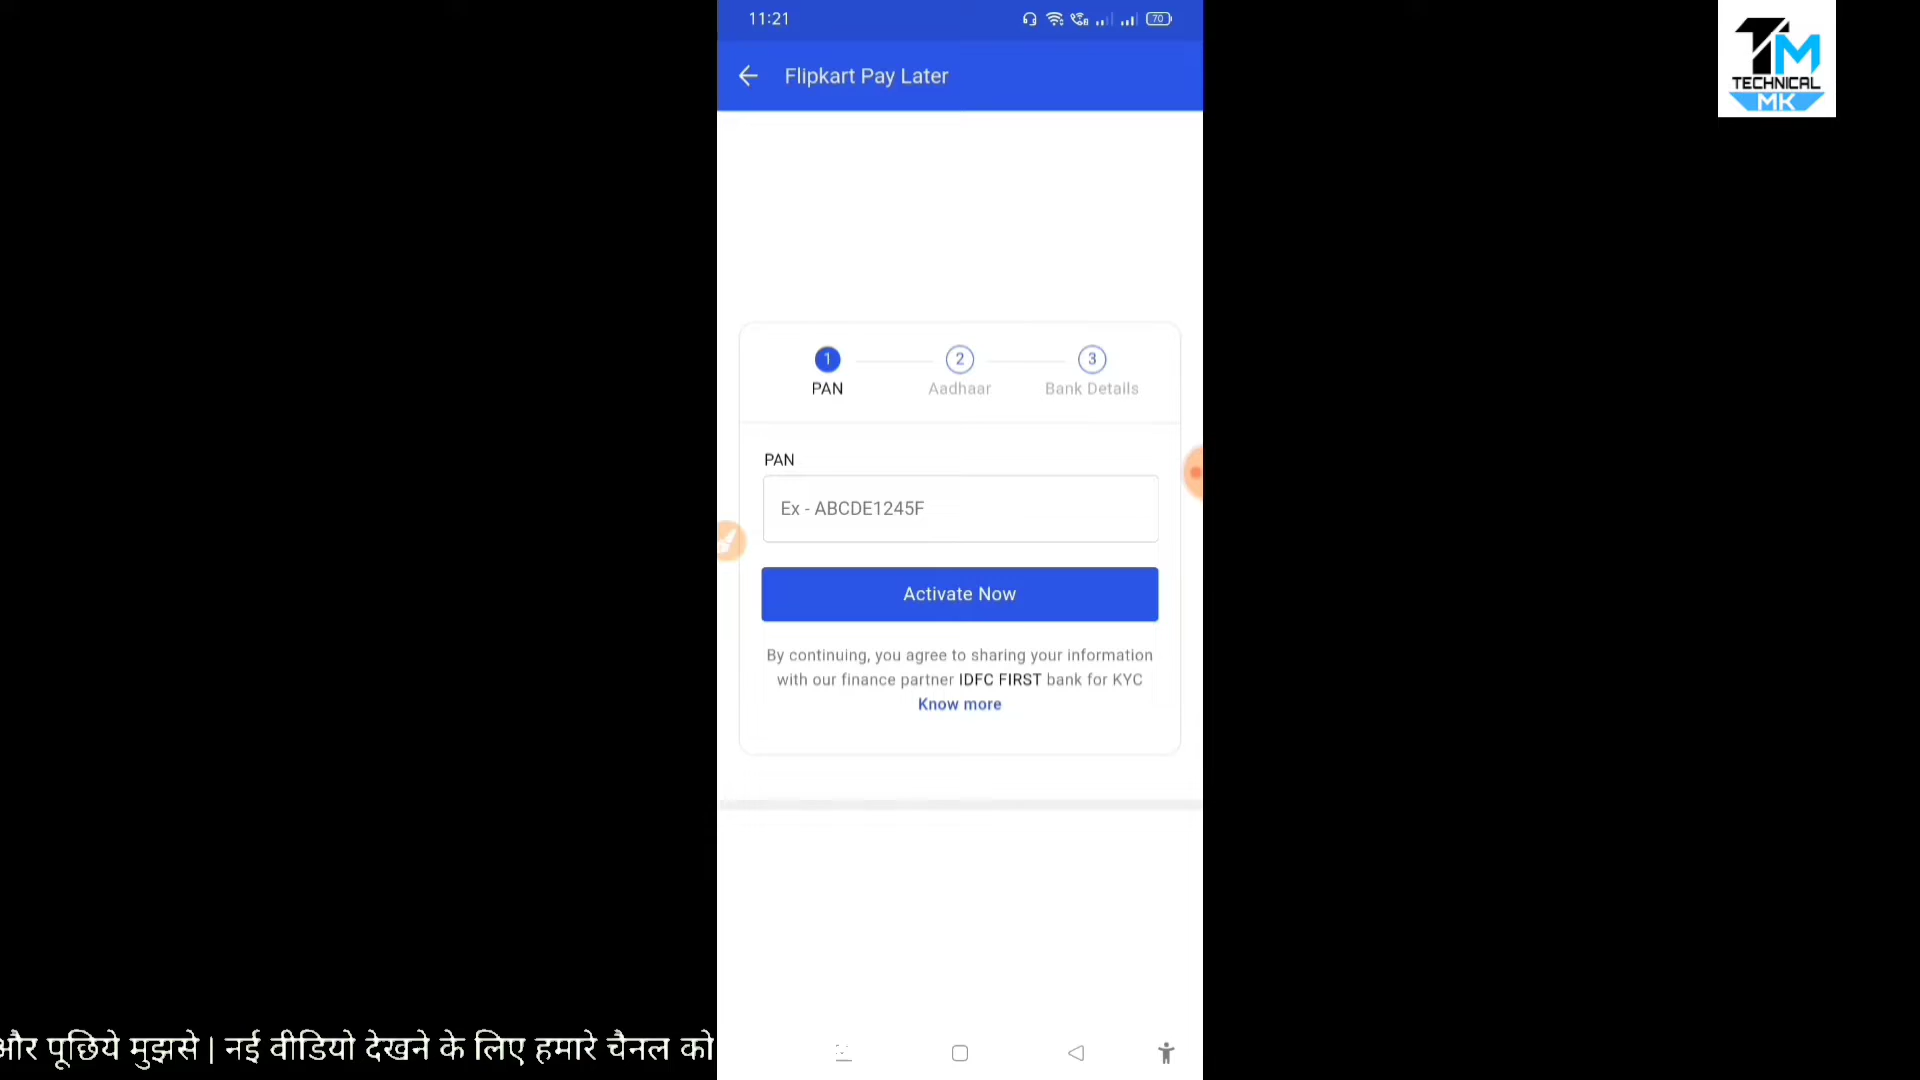 11:21
70
TM
TECHNICAL
MK
Flipkart Pay Later
1
2
3
PAN
Aadhaar
Bank Details
PAN
Ex - ABCDE1245F
Activate Now
By continuing, you agree to sharing your information
with our finance partner IDFC FIRST bank for KYC
Know more
और पूछिये मुझसे | नई वीडियो देखने के लिए हमारे चैनल को